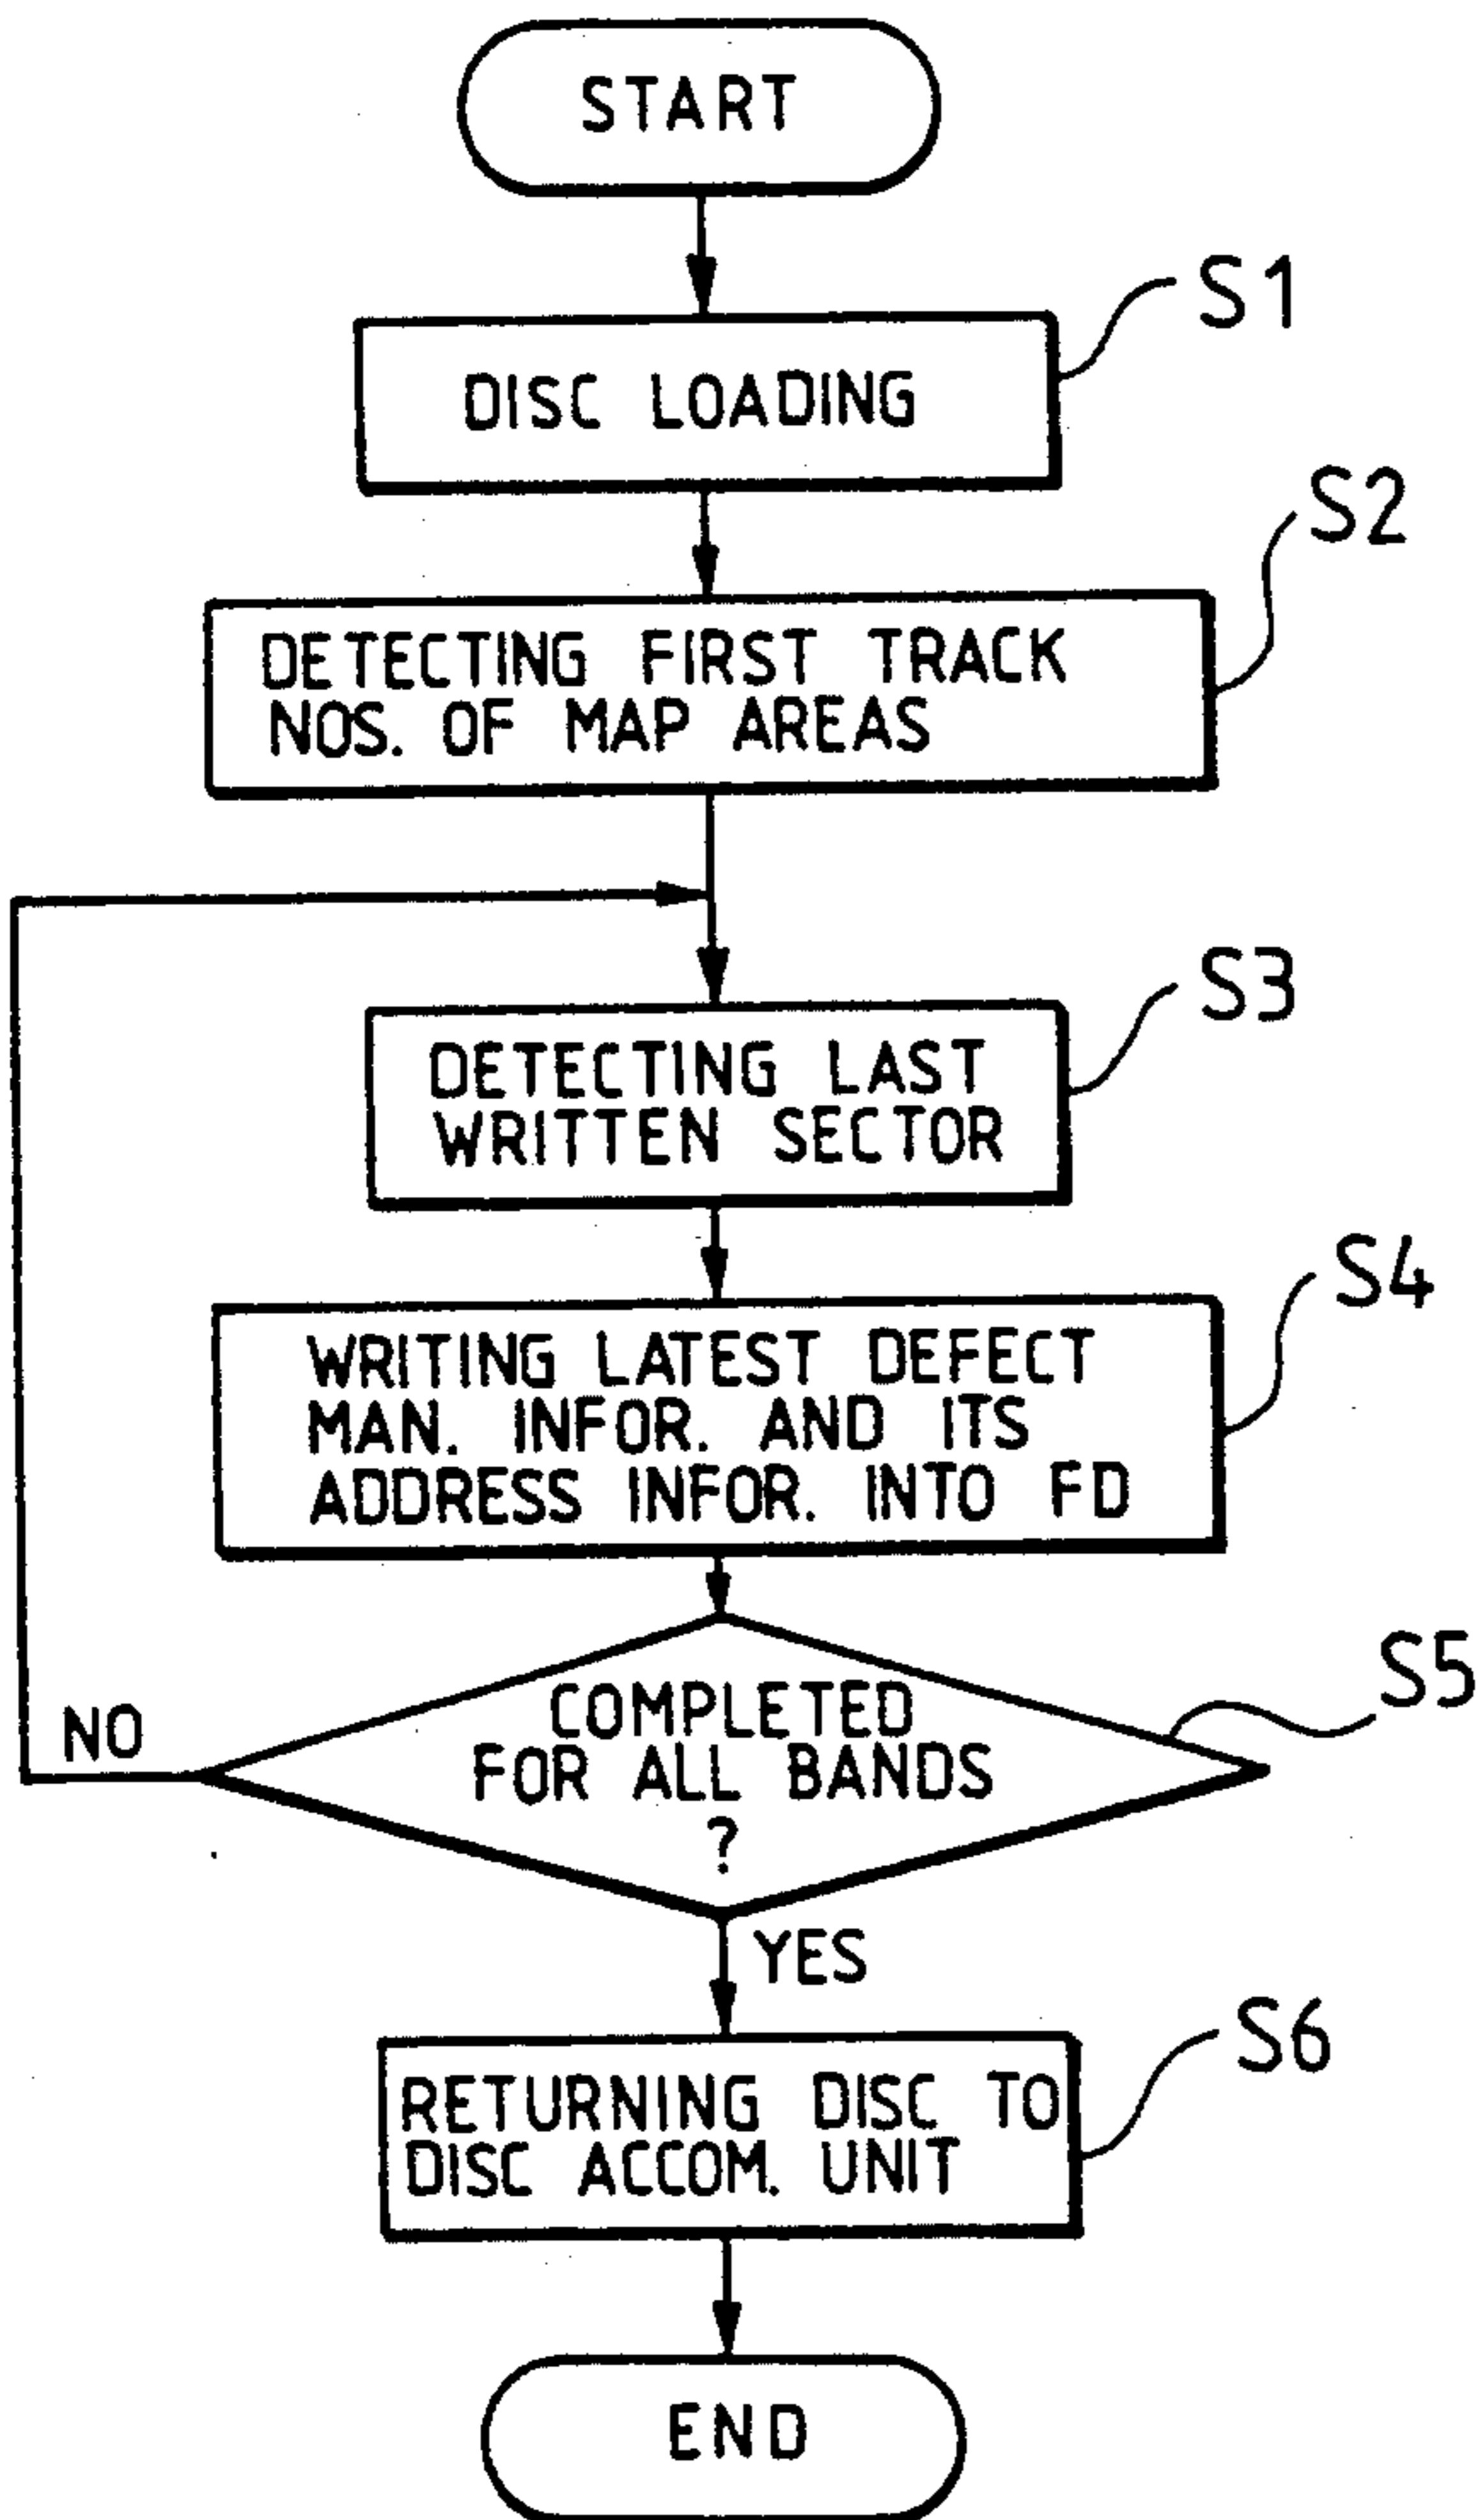 START
S1
DISC LOADING
S2
DETECTING FIRST TRACK
NOS. OF MAP AREAS
S3
DETECTING LAST
WRITTEN SECTOR
S4
WRITING LATEST DEFECT
MAN. INFOR. AND ITS
ADDRESS INFOR. INTO FD
S5
COMPLETED
FOR ALL BANDS
?
NO
YES
S6
RETURNING DISC TO
DISC ACCOM. UNIT
END